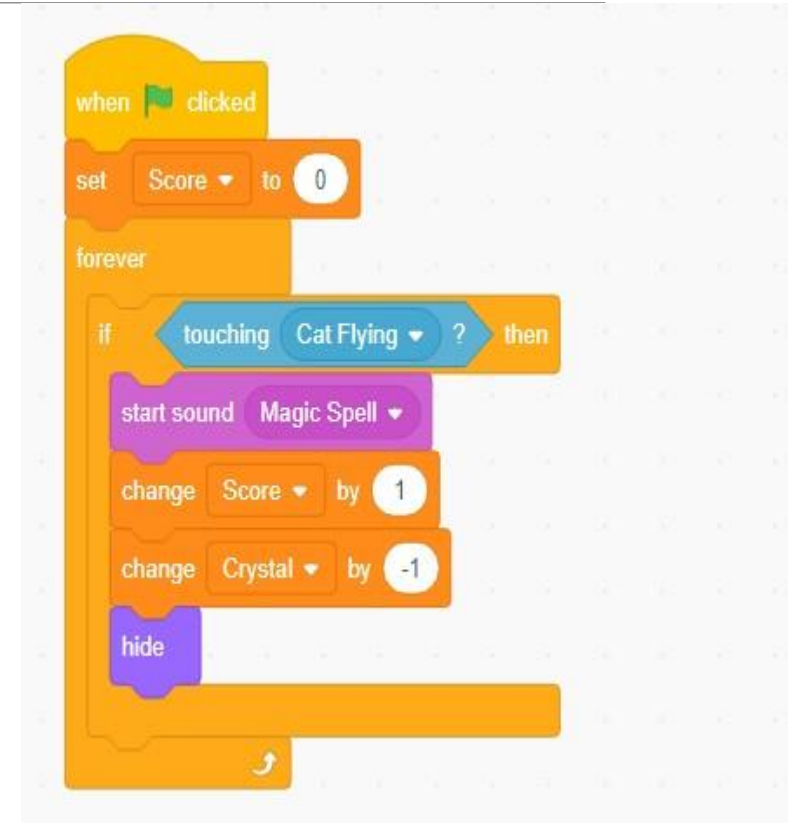 when clicked
set Score to 0
forever
if touching Cat Flying ? then
start sound Magic Spell
change Score by 1
change Crystal by -1
hide